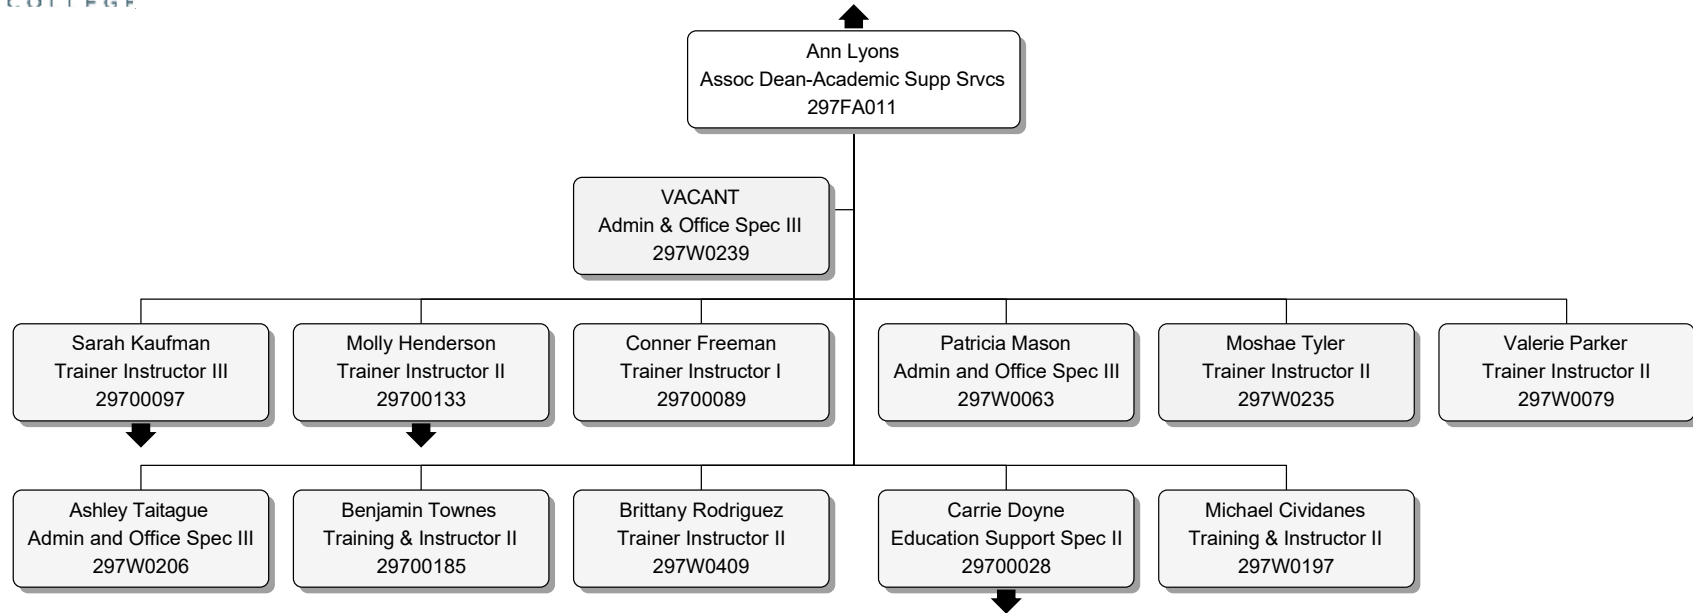 COLLEGE
Ann Lyons
Assoc Dean-Academic Supp Srvcs
297FA011
VACANT
Admin & Office Spec III
297W0239
Sarah Kaufman
Trainer Instructor III
29700097
Molly Henderson
Trainer Instructor II
29700133
Conner Freeman
Trainer Instructor I
29700089
Patricia Mason
Admin and Office Spec III
297W0063
Moshae Tyler
Trainer Instructor II
297W0235
Valerie Parker
Trainer Instructor II
297W0079
Ashley Taitague
Admin and Office Spec III
297W0206
Benjamin Townes
Training & Instructor II
29700185
Brittany Rodriguez
Trainer Instructor II
297W0409
Carrie Doyne
Education Support Spec II
29700028
Michael Cividanes
Training & Instructor II
297W0197